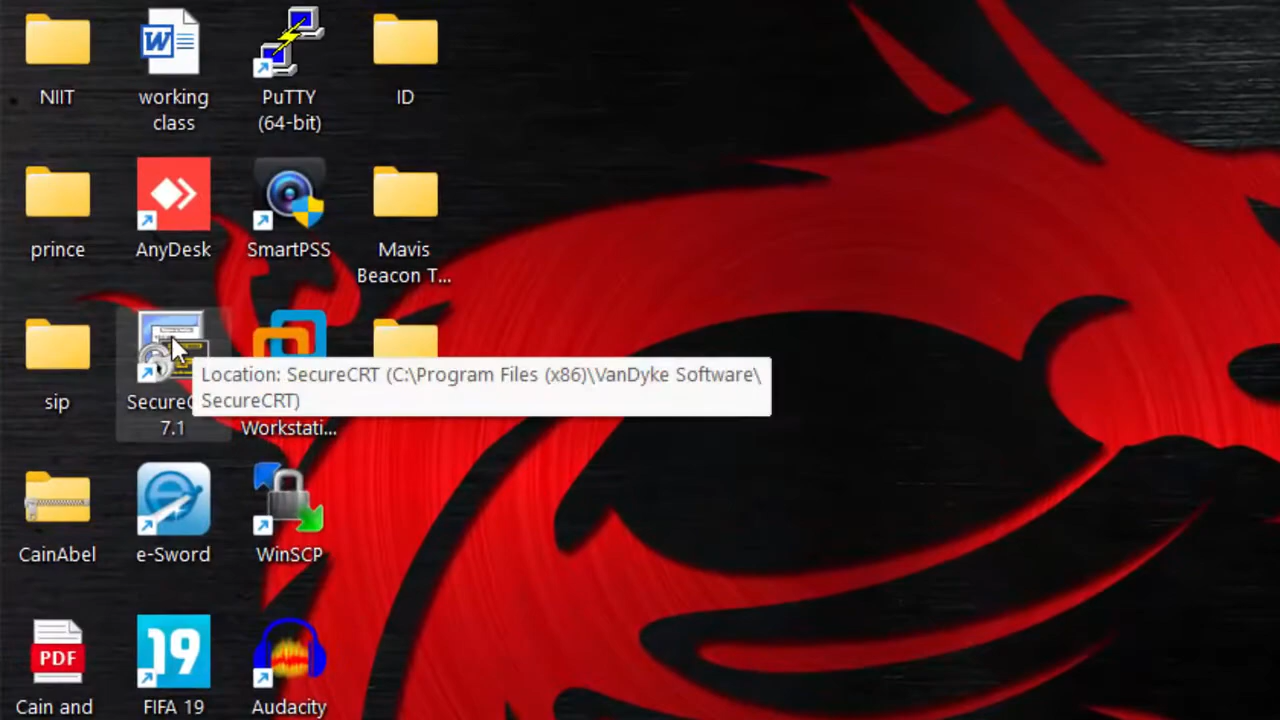 NIIT
working
class
PuTTY
(64-bit)
ID
prince
AnyDesk
SmartPSS
Mavis
Beacon T...
sip
7.1
Location: SecureCRT (C:\Program Files (x86)\VanDyke Software\
SecureCRT)
Workstati...
CainAbel
e-Sword
WinSCP
PDF
Cain and
19
FIFA 19
Audacity